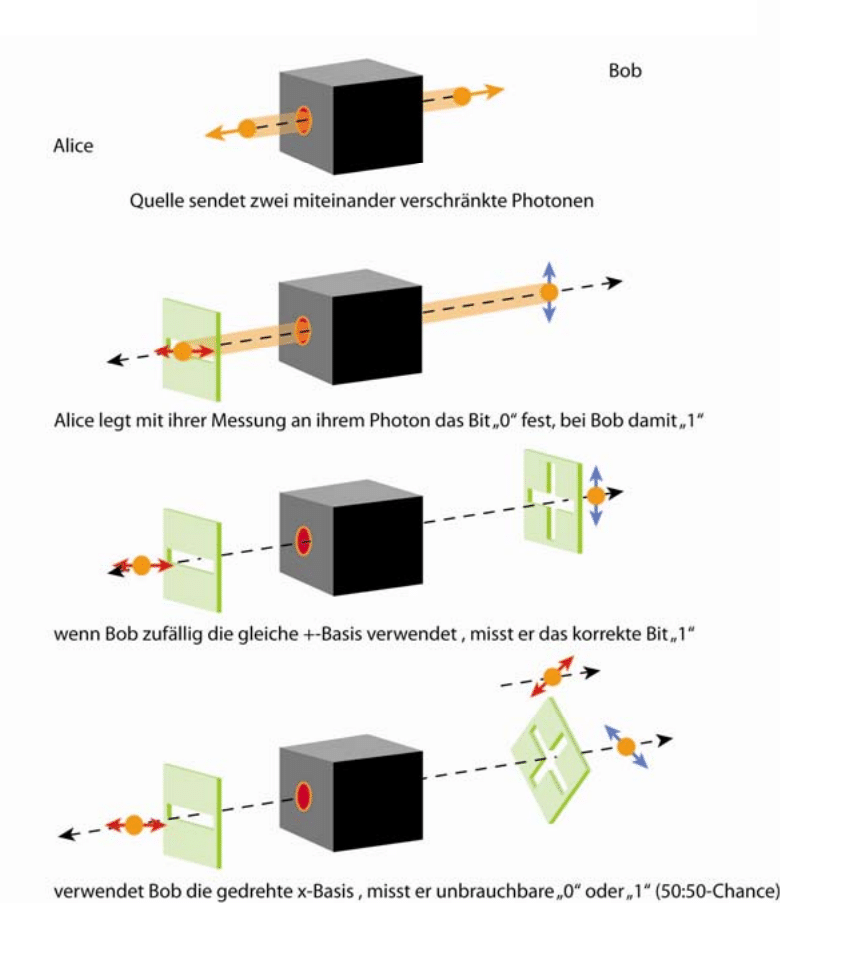 Bob
Alice
Quelle sendet zwei miteinander verschränkte Photonen
Alice legt mit ihrer Messung an ihrem Photon das Bit „0“ fest, bei Bob damit „1“
wenn Bob zufällig die gleiche +-Basis verwendet , misst er das korrekte Bit „1“
verwendet Bob die gedrehte x-Basis , misst er unbrauchbare „0“ oder „1“ (50:50-Chance)